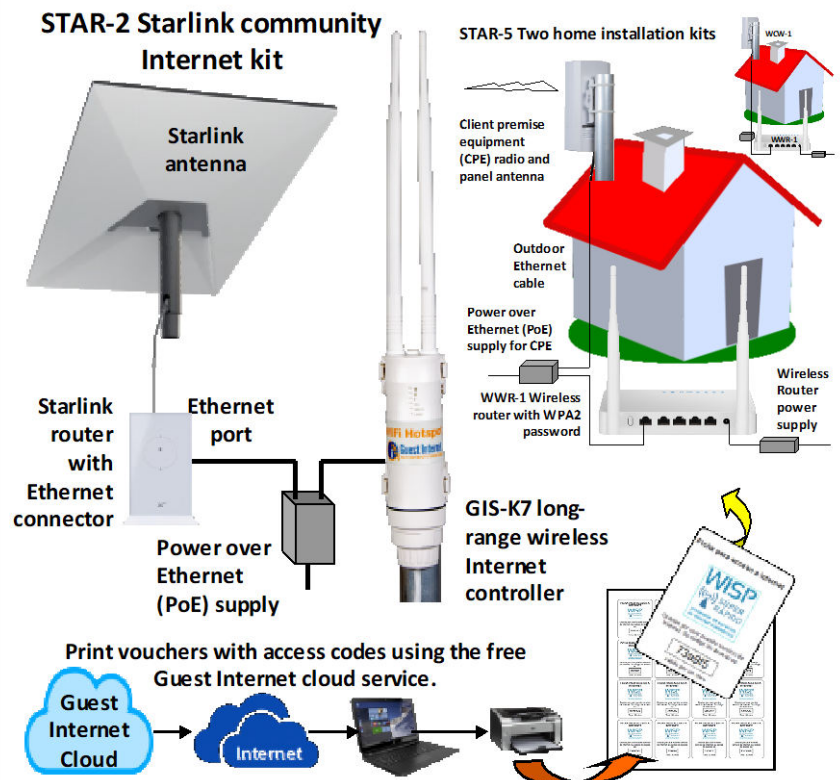 STAR-2 Starlink community
Internet kit
Starlink
antenna
Starlink
router
with
Ethernet
connector
Ethernet
port
Power over
Ethernet
(PoE) supply
WiFi Hotspot
Guest Internet
GIS-K7 long-
range wireless
Internet
controller
STAR-5 Two home installation kits
WCW-1
WWR-1
Client premise
equipment
(CPE) radio and
panel antenna
Outdoor
Ethernet
cable
Power over
Ethernet (PoE)
supply for CPE
WWR-1 Wireless
router with WPA2
password
Wireless
Router
power
supply
Print vouchers with access codes using the free
Guest Internet cloud service.
Guest
Internet
Cloud
Internet
WISP
SUPER
RAPIDO